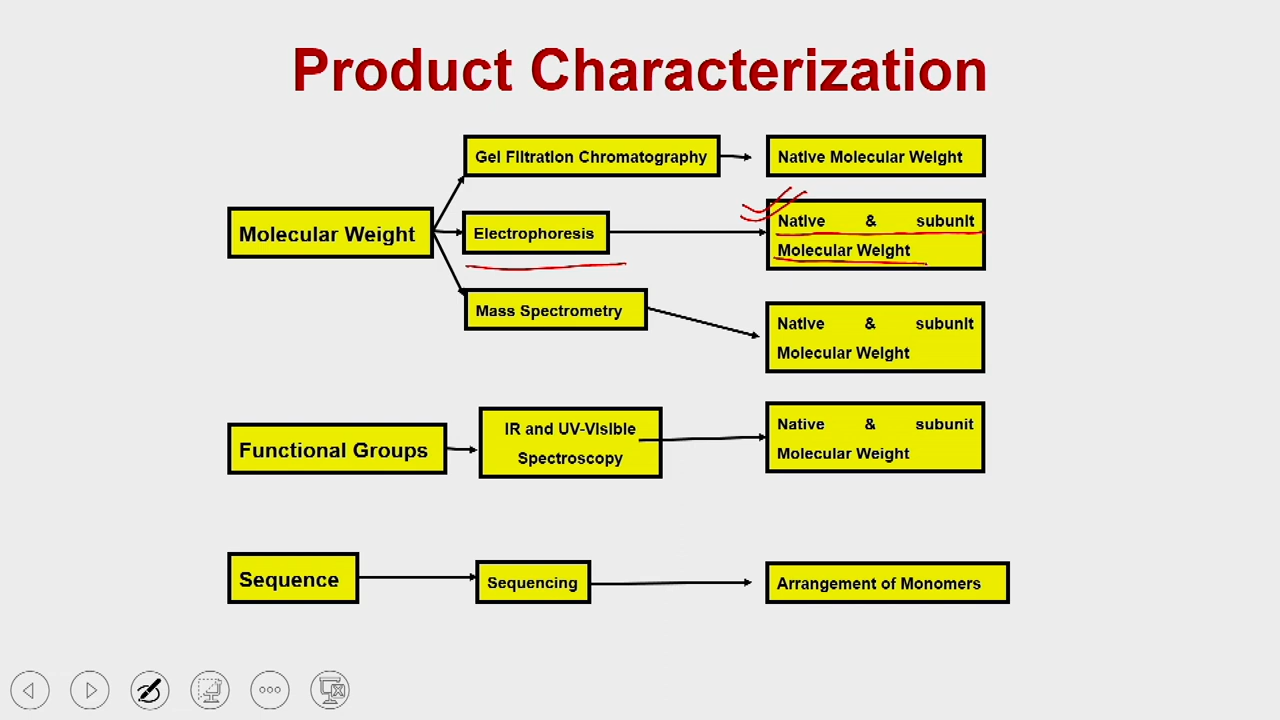 Product Characterization
Gel Filtration Chromatography
Native Molecular Weight
Molecular Weight
Electrophoresis
Native & subunit
Molecular Weight
Mass Spectrometry
Native & subunit
Molecular Weight
Functional Groups
IR and UV-Visible
Spectroscopy
Native & subunit
Molecular Weight
Sequence
Sequencing
Arrangement of Monomers